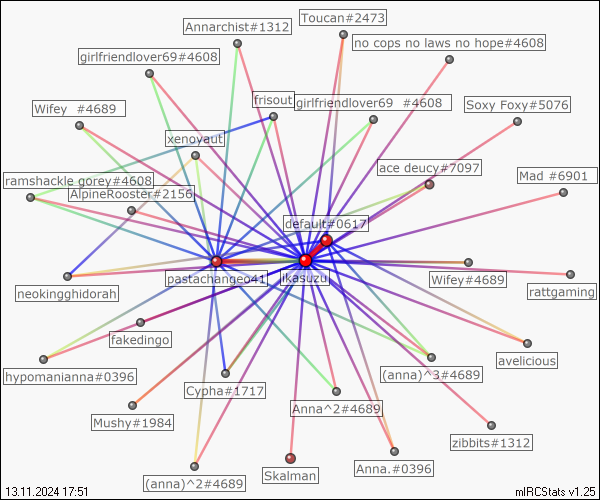 Toucan#2473
Annarchist#1312
no cops no laws no hope#4608
girlfriendlover69#4608
frisout
girlfriendlover69  #4608
Soxy Foxy#5076
Wifey  #4689
xenoyaut
ace deucy#7097
Mad #6901
ramshackle gorey#4608
AlpineRooster#2156
default#0617
pastachangeo41
ikasuzu
Wifey#4689
rattgaming
neokingghidorah
fakedingo
avelicious
hypomanianna#0396
(anna)^3#4689
Cypha#1717
Anna^2#4689
Mushy#1984
zibbits#1312
Anna.#0396
Skalman
(anna)^2#4689
13.11.2024 17:51
mIRCStats v1.25